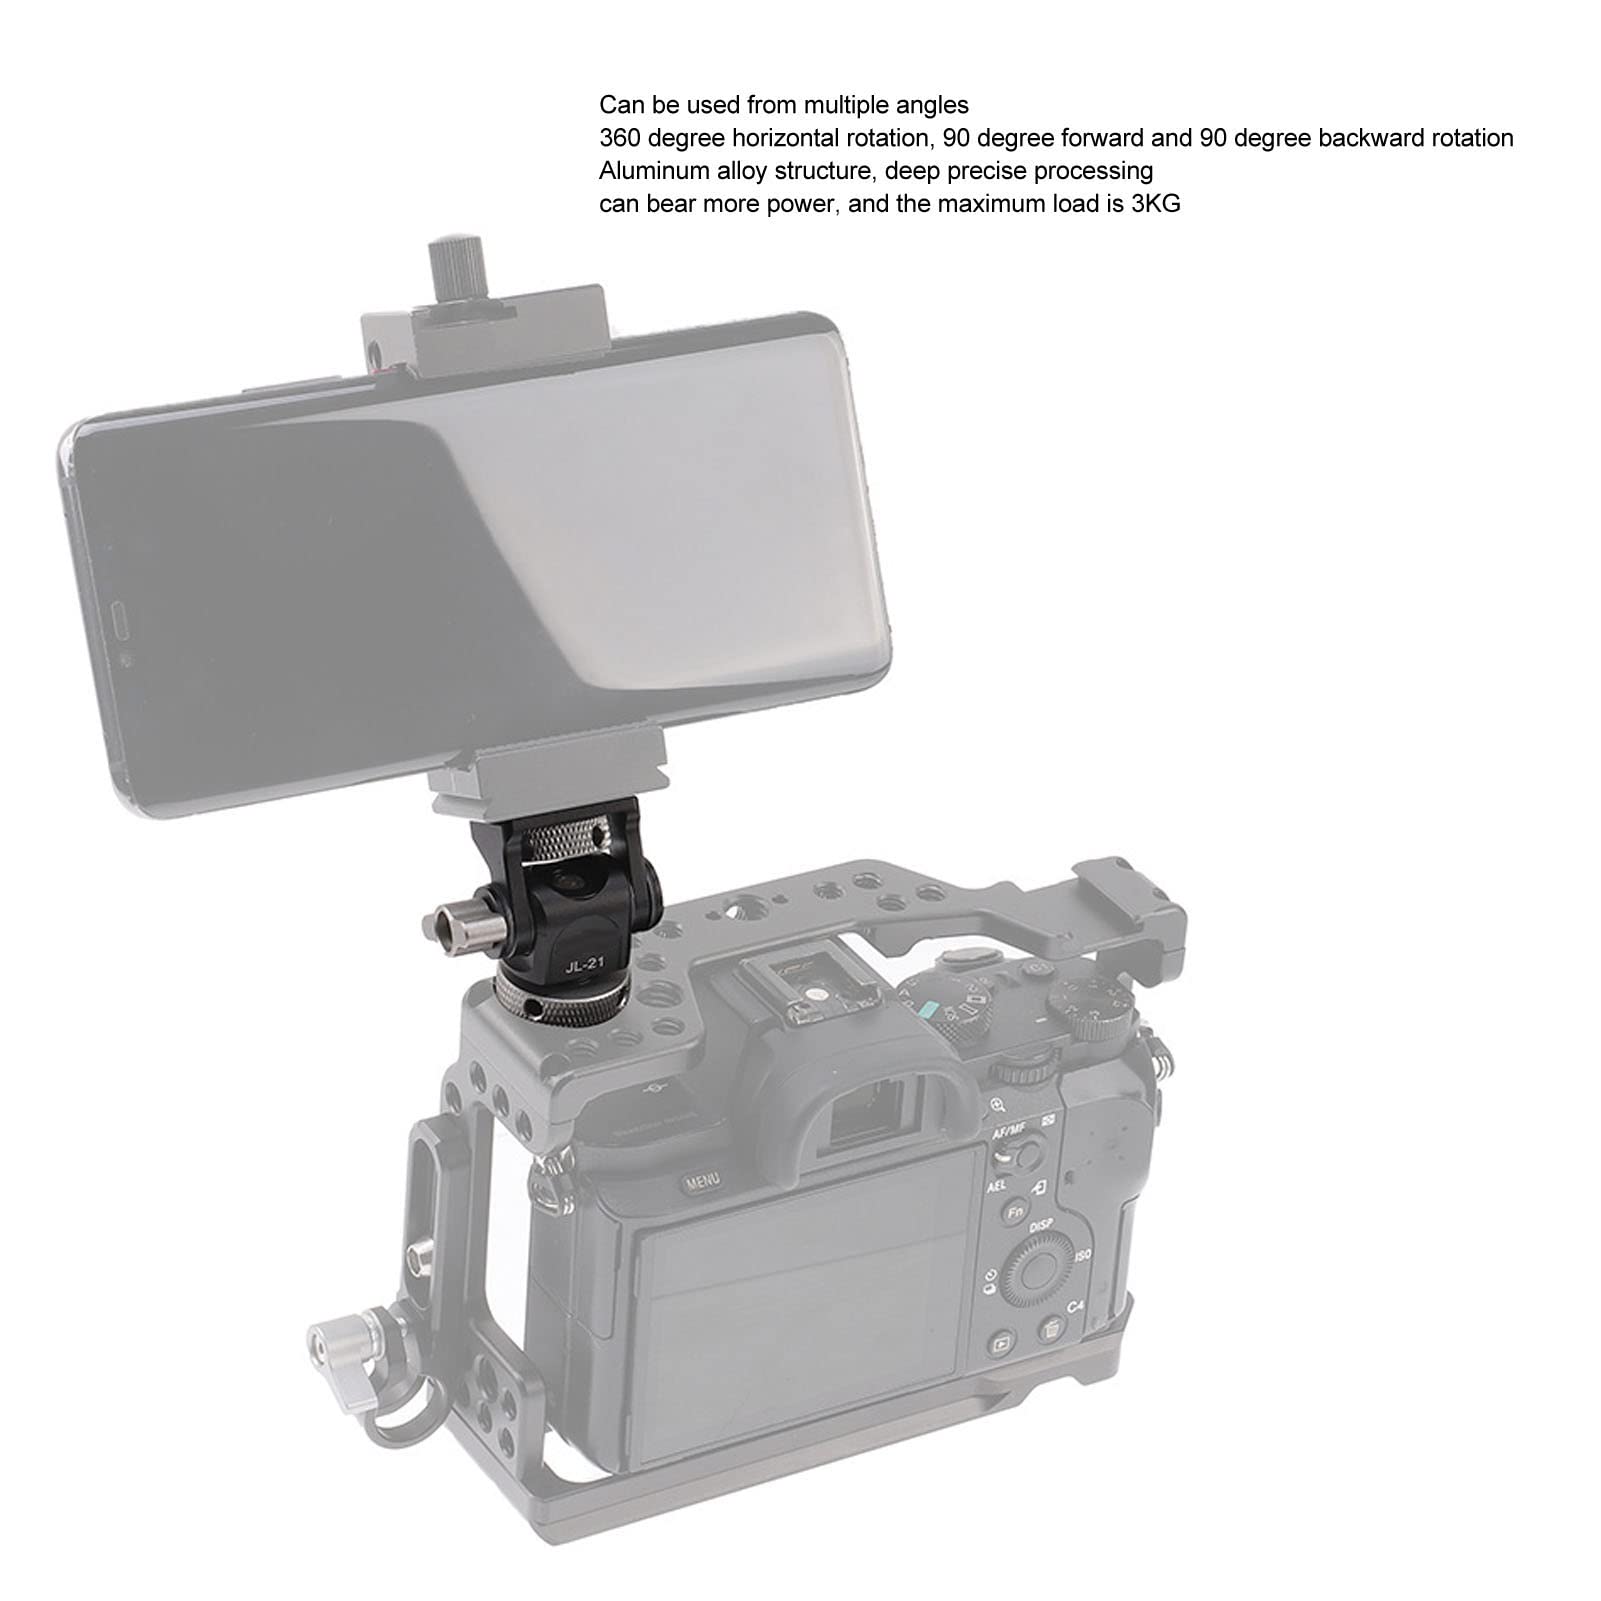 Can be used from multiple angles
360 degree horizontal rotation, 90 degree forward and 90 degree backward rotation
Aluminum alloy structure, deep precise processing
can bear more power, and the maximum load is 3KG
JL-21
MENU
AF/MF
AEL
Fn
DISP
ISO
C4